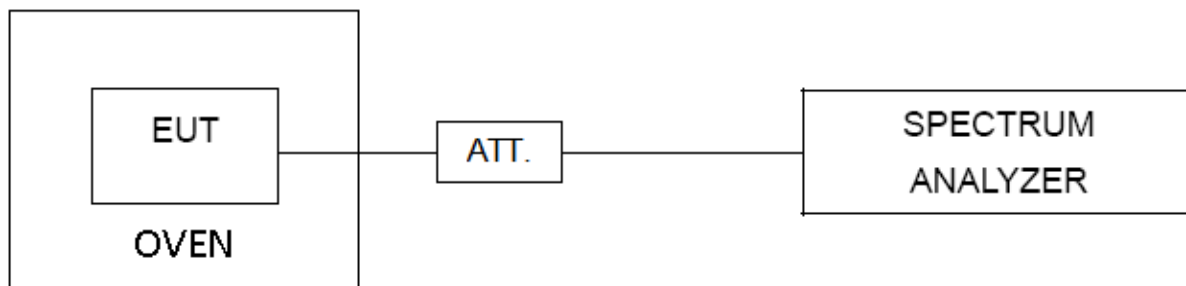 EUT
OVEN
ATT.
SPECTRUM
ANALYZER